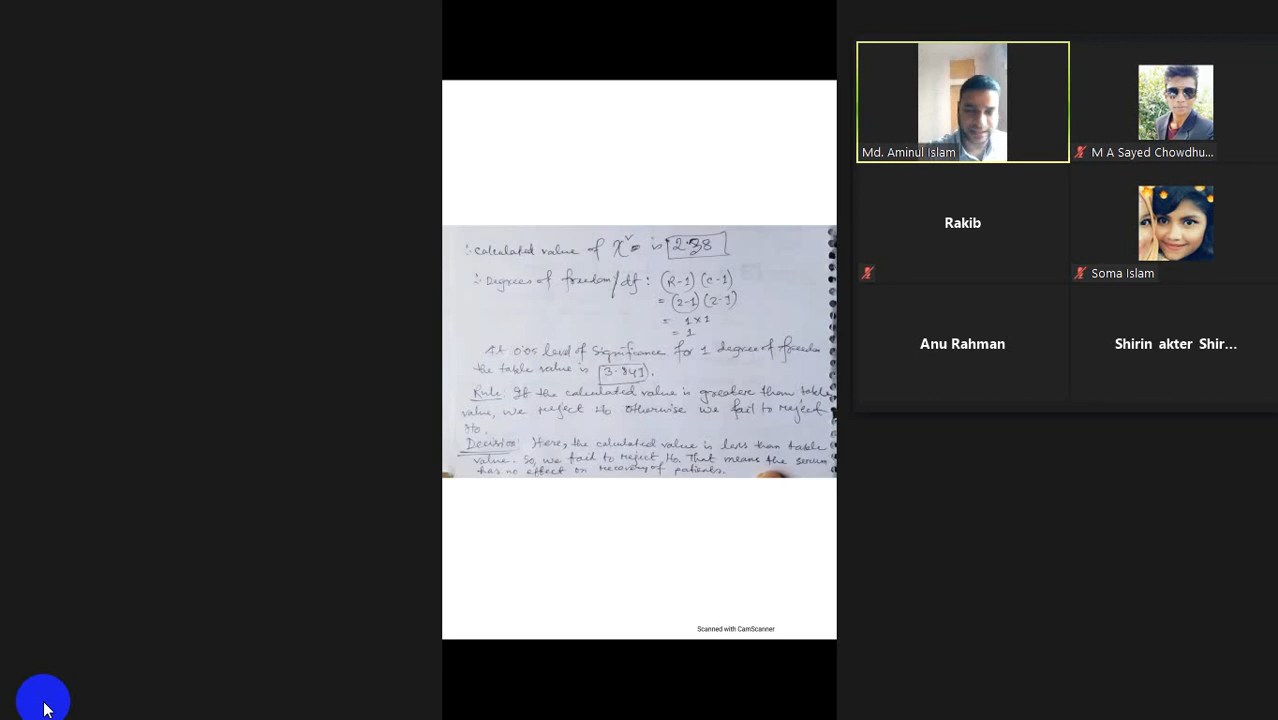 ∴ Calculated value of χ² = is 2.38
∴ Degrees of freedom/df : (R-1) (c-1)
= (2-1) (2-1)
= 1 x 1
= 1
At 0.05 level of Significance for 1 degree of freedom
the table value is 3.841.
Rule: If the calculated value is greatere than table
value, we reject Ho otherwise we fail to reject
Ho.
Decision: Here, the calculated value is less than table
value. So, we fail to reject Ho. That means the serum
has no effect on recovery of patients.
Scanned with CamScanner
Md. Aminul Islam
M A Sayed Chowdhu...
Rakib
Soma Islam
Anu Rahman
Shirin akter Shir...